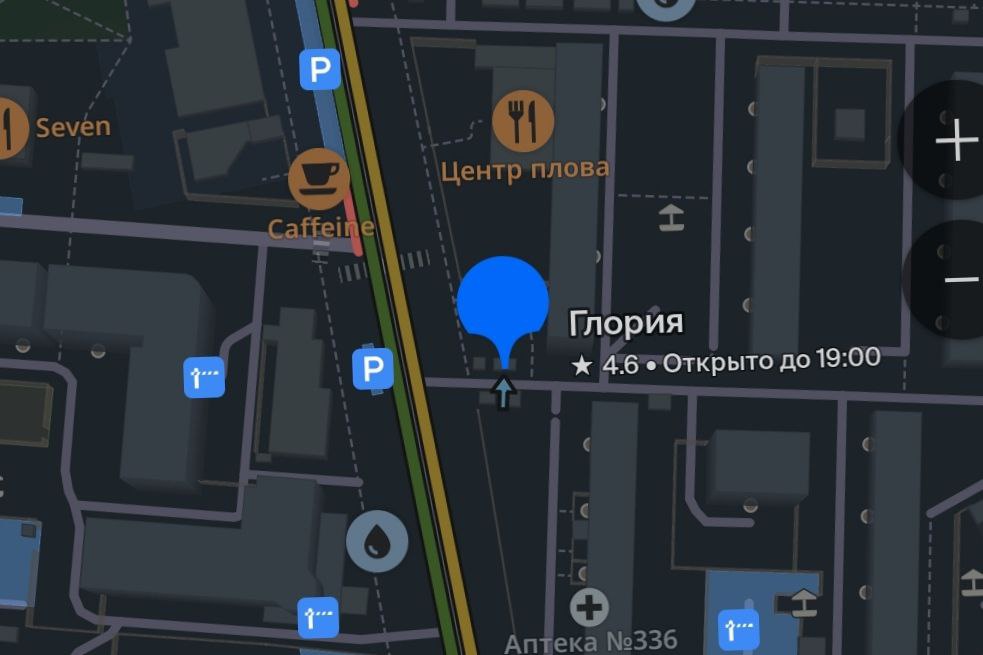 P
Seven
Центр плова
Caffeine
Глория
★ 4.6 • Открыто до 19:00
P
Аптека №336